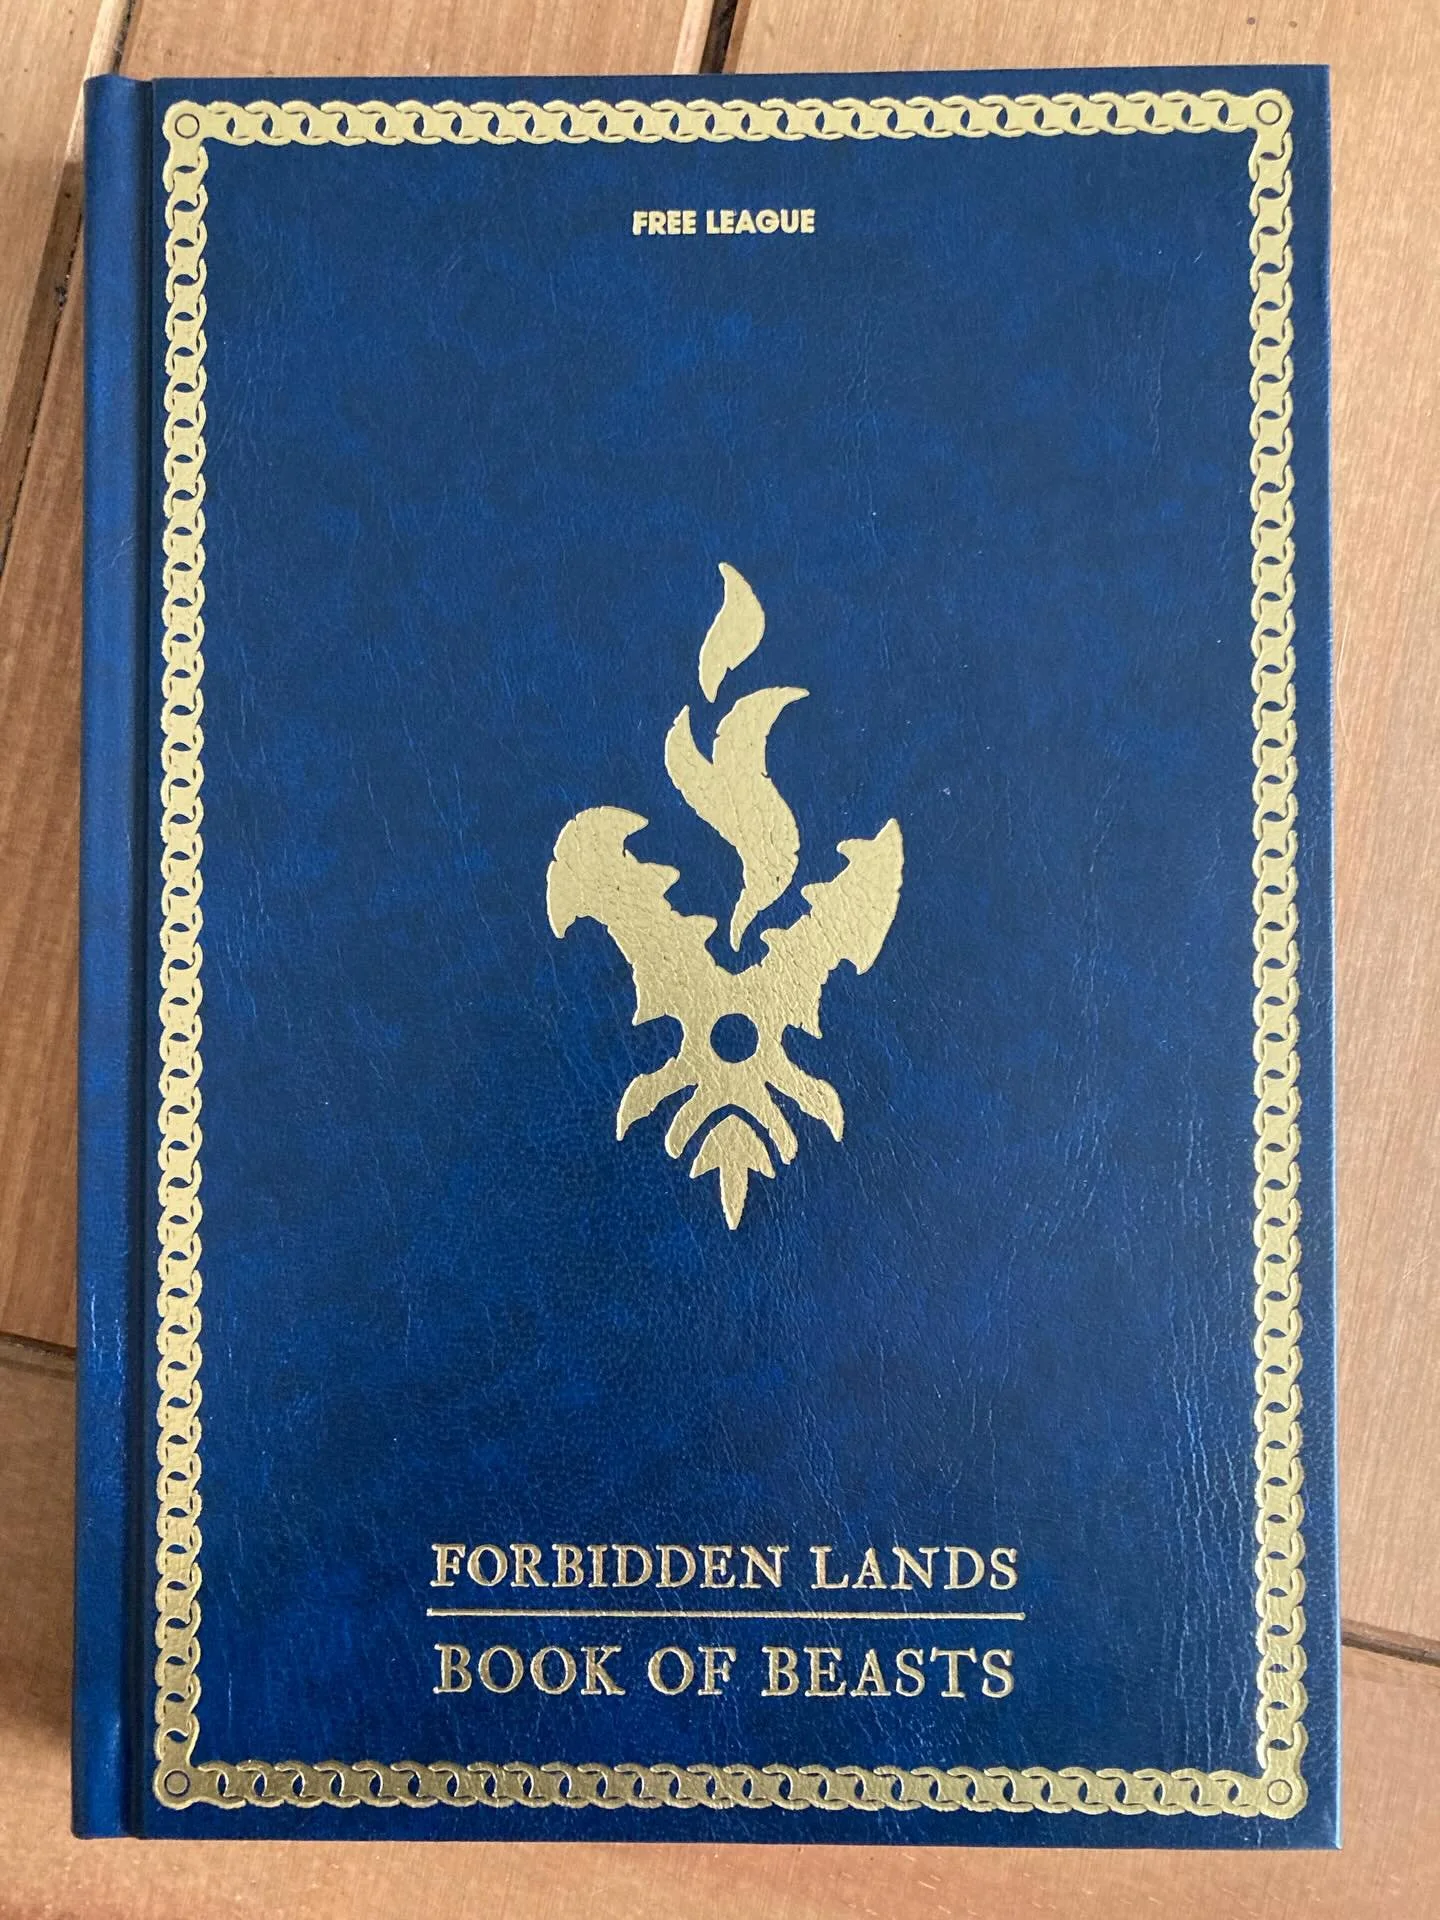 FREE LEAGUE
FORBIDDEN LANDS
BOOK OF BEASTS